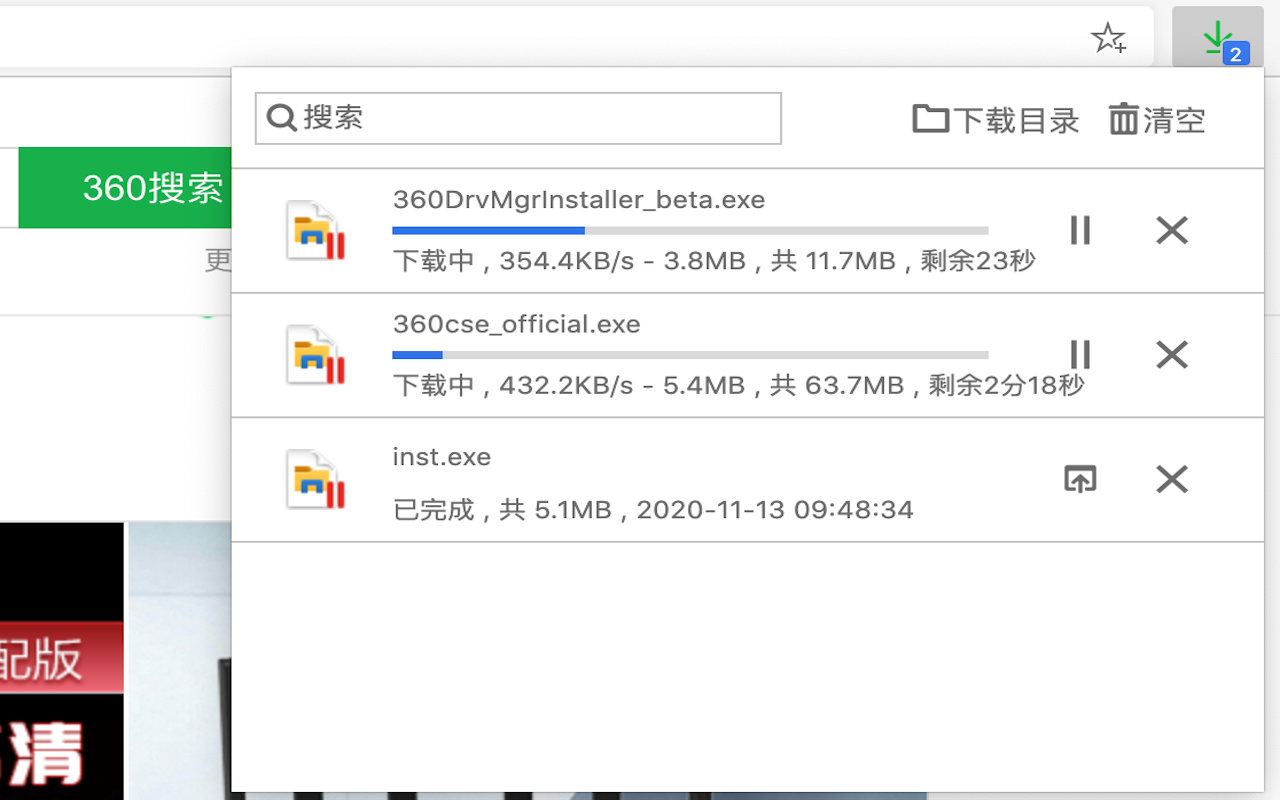 2
搜索
下载目录
清空
360搜索
更
360DrvMgrInstaller_beta.exe
下载中 , 354.4KB/s - 3.8MB , 共 11.7MB , 剩余23秒
360cse_official.exe
下载中 , 432.2KB/s - 5.4MB , 共 63.7MB , 剩余2分18秒
inst.exe
已完成 , 共 5.1MB , 2020-11-13 09:48:34
配版
清